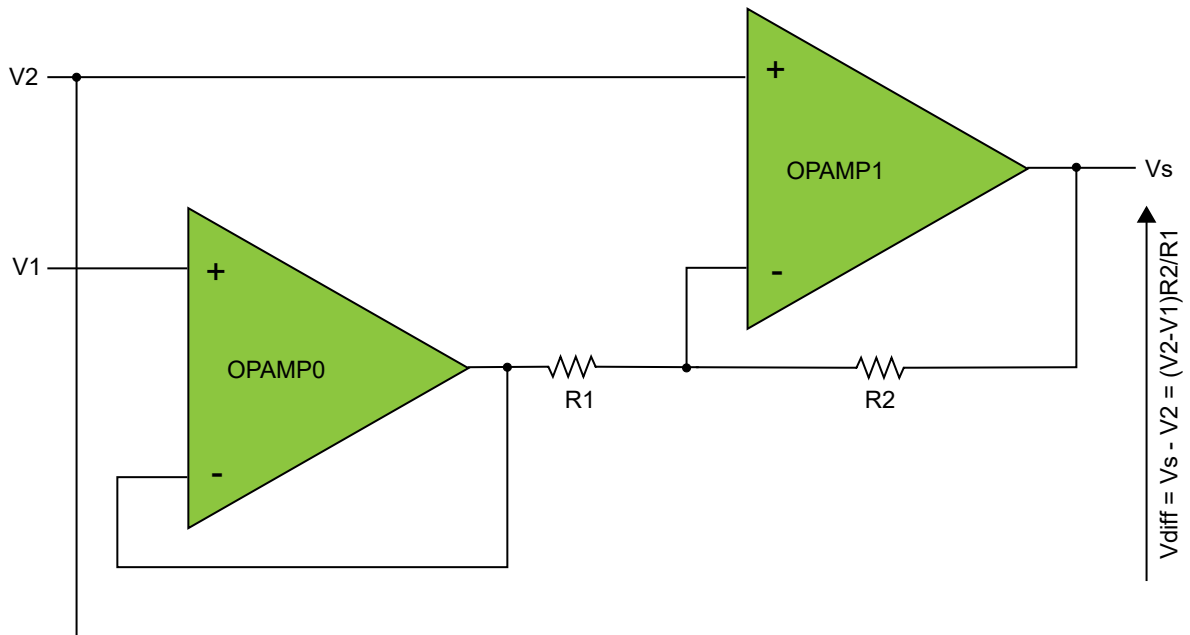 V2
+
OPAMP1
Vs
-
V1
+
OPAMP0
-
R1
R2
Vdiff = Vs - V2 = (V2-V1)R2/R1